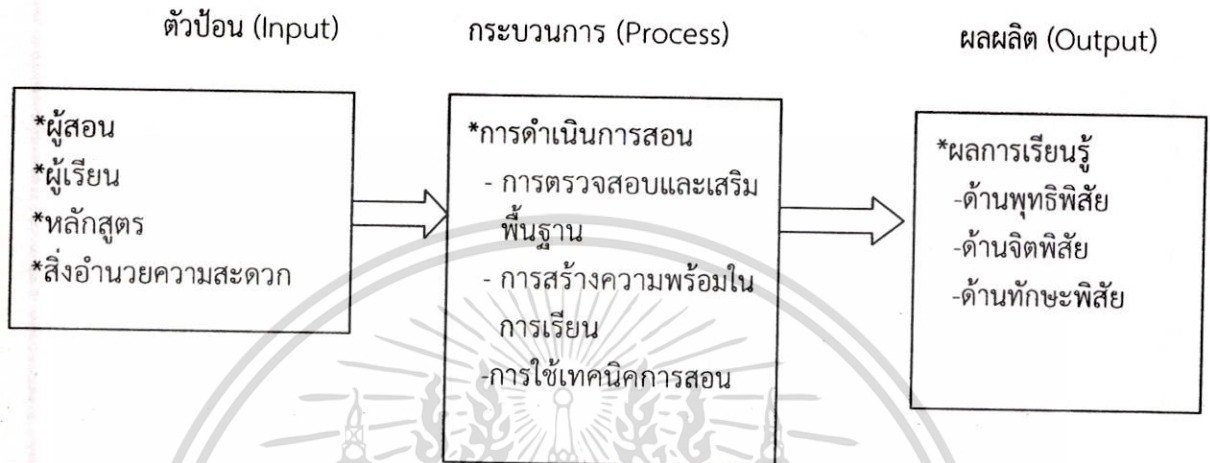 ตัวป้อน (Input)
กระบวนการ (Process)
ผลผลิต (Output)
*ผู้สอน
*ผู้เรียน
*หลักสูตร
*สิ่งอำนวยความสะดวก
*การดำเนินการสอน
- การตรวจสอบและเสริม
พื้นฐาน
- การสร้างความพร้อมใน
การเรียน
-การใช้เทคนิคการสอน
*ผลการเรียนรู้
-ด้านพุทธิพิสัย
-ด้านจิตพิสัย
-ด้านทักษะพิสัย